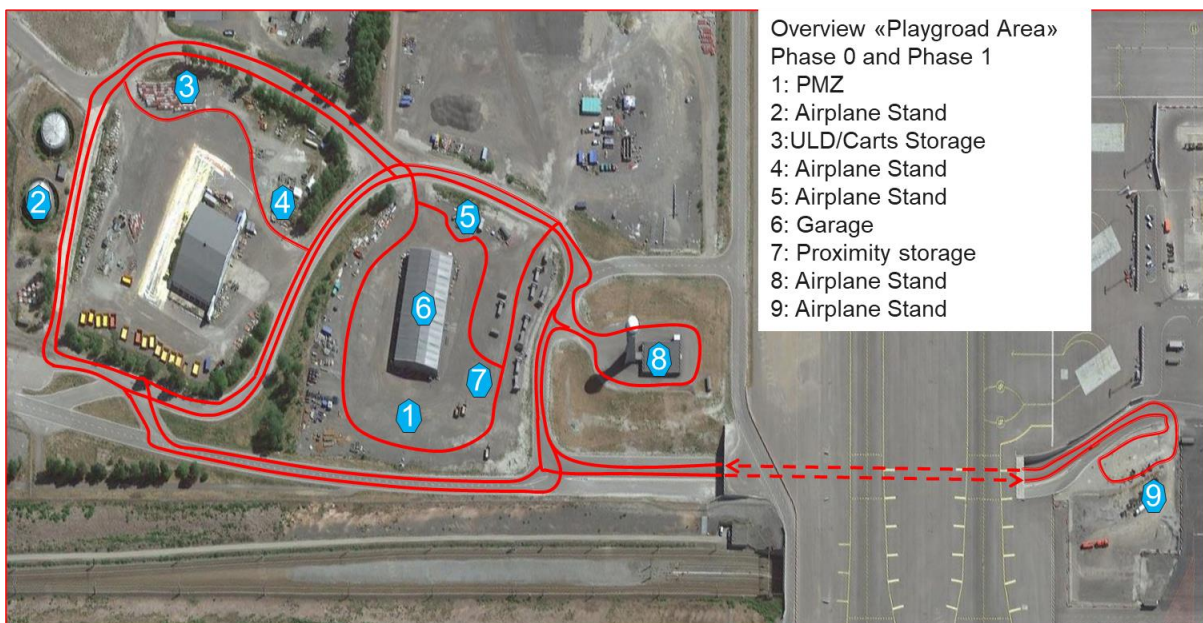 Overview «Playgroad Area»
Phase 0 and Phase 1
1: PMZ
2: Airplane Stand
3:ULD/Carts Storage
4: Airplane Stand
5: Airplane Stand
6: Garage
7: Proximity storage
8: Airplane Stand
9: Airplane Stand
3
2
4
5
6
8
7
1
9